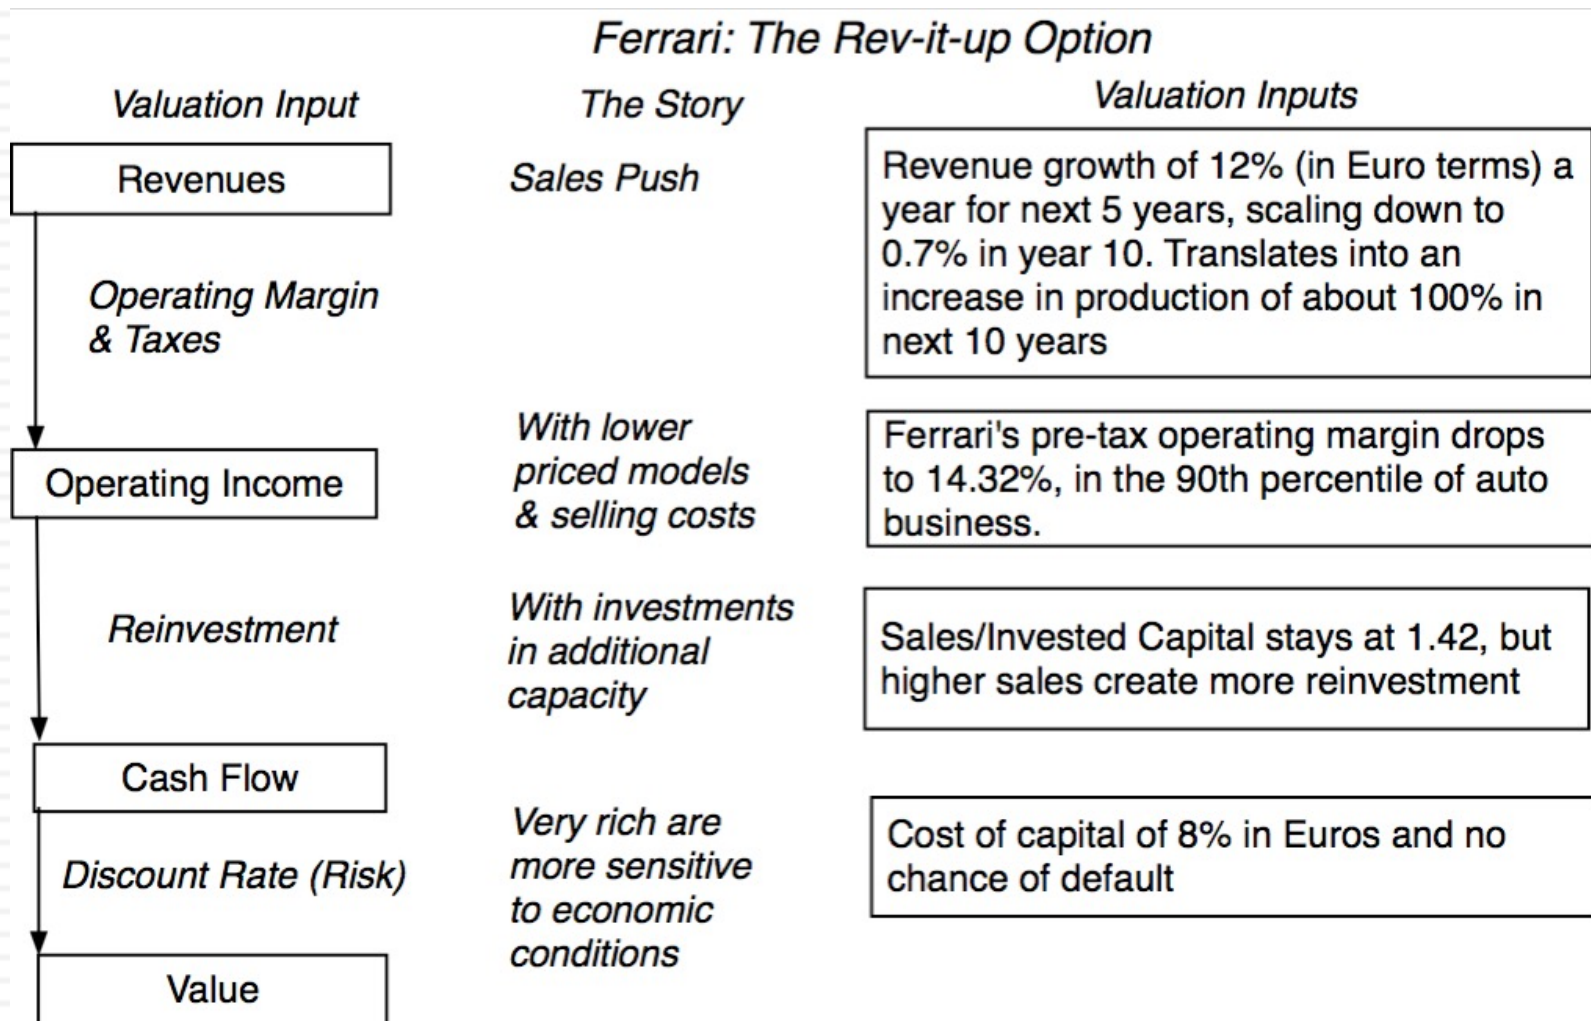 Ferrari: The Rev-it-up Option
Valuation Input
The Story
Valuation Inputs
Revenues
Sales Push
Revenue growth of 12% (in Euro terms) a
year for next 5 years, scaling down to
0.7% in year 10. Translates into an
increase in production of about 100% in
next 10 years
Operating Margin
& Taxes
Operating Income
With lower
priced models
& selling costs
Ferrari's pre-tax operating margin drops
to 14.32%, in the 90th percentile of auto
business.
Reinvestment
With investments
in additional
capacity
Sales/Invested Capital stays at 1.42, but
higher sales create more reinvestment
Cash Flow
Discount Rate (Risk)
Very rich are
more sensitive
to economic
conditions
Cost of capital of 8% in Euros and no
chance of default
Value